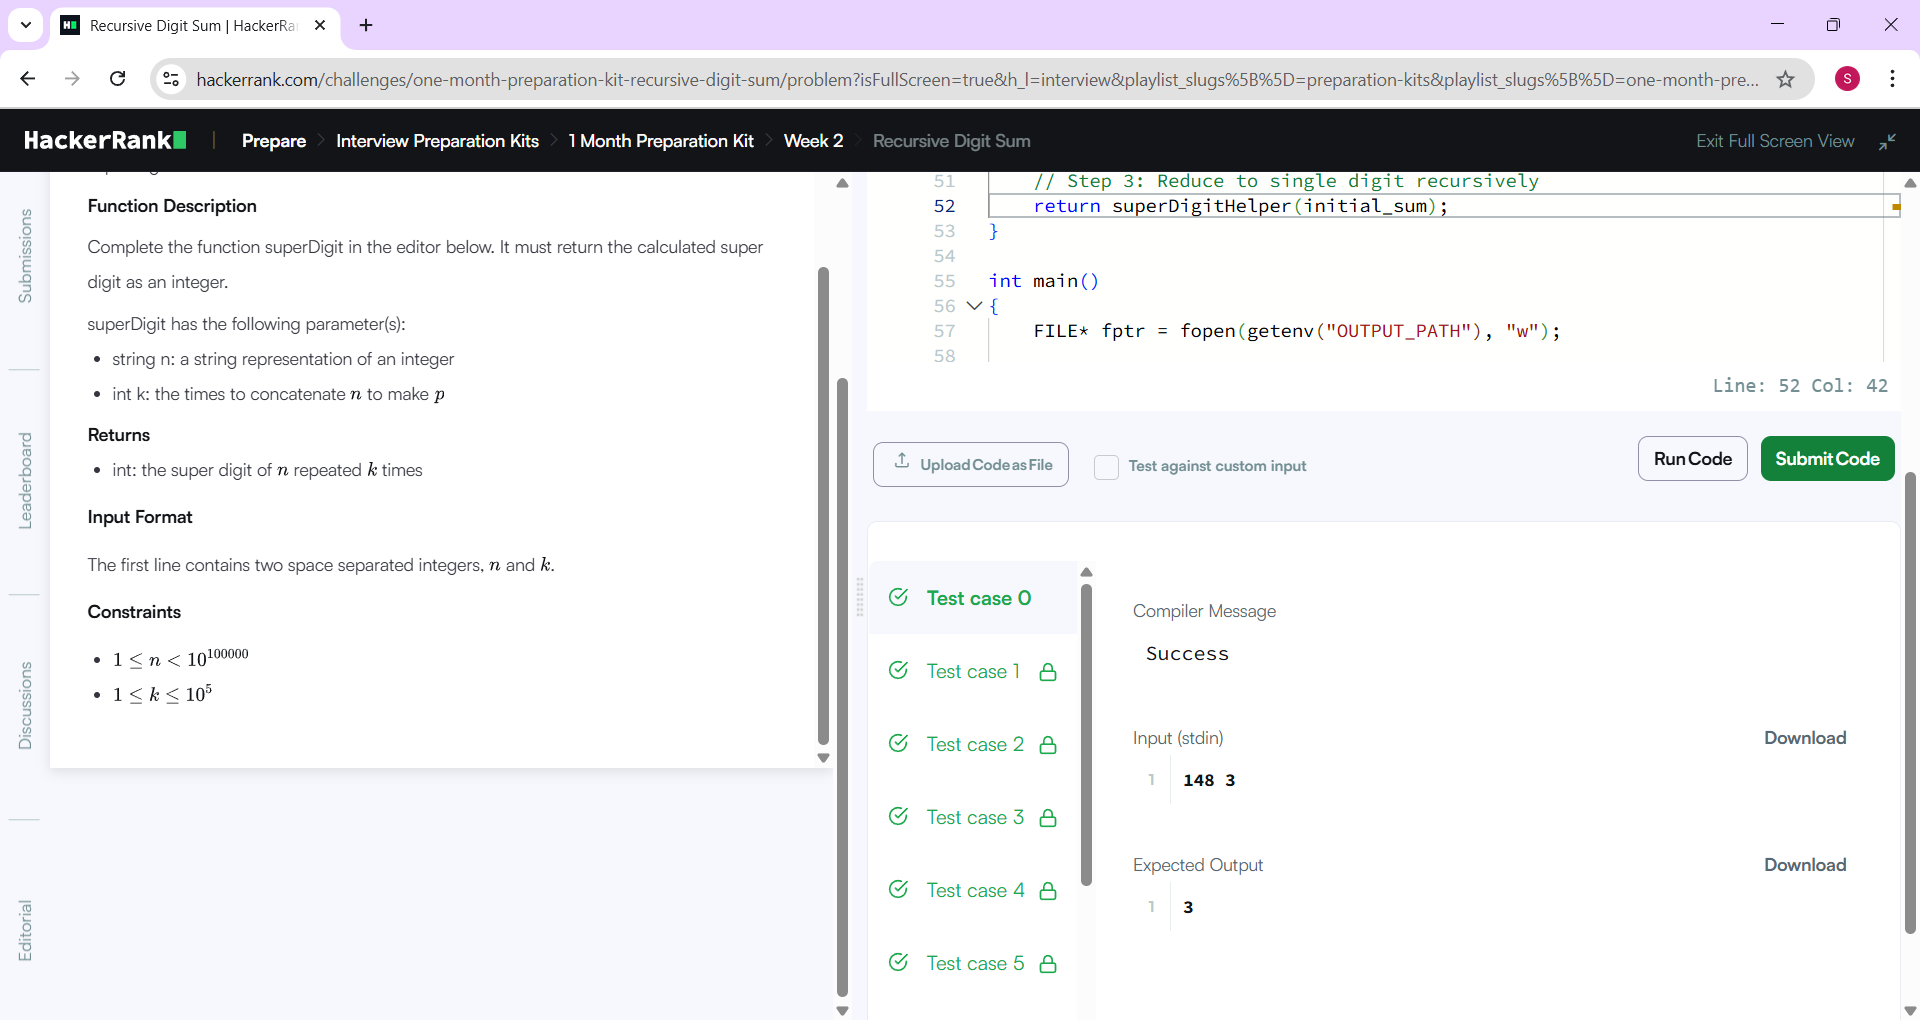 Recursive Digit Sum | HackerRa
hackerrank.com/challenges/one-month-preparation-kit-recursive-digit-sum/problem?isFullScreen=true&h_l=interview&playlist_slugs%5B%5D=preparation-kits&playlist_slugs%5B%5D=one-month-pre...
S
HackerRank
Prepare
Interview Preparation Kits
1 Month Preparation Kit
Week 2
Recursive Digit Sum
Exit Full Screen View
Submissions
Leaderboard
Discussions
Editorial
Function Description
Complete the function superDigit in the editor below. It must return the calculated super
digit as an integer.
superDigit has the following parameter(s):
• string n: a string representation of an integer
• int k: the times to concatenate n to make p
Returns
• int: the super digit of n repeated k times
Input Format
The first line contains two space separated integers, n and k.
Constraints
• 1 ≤ n < 10^100000
• 1 ≤ k ≤ 10^5
51 // Step 3: Reduce to single digit recursively
52 return superDigitHelper(initial_sum);
53 }
54
55 int main()
56 {
57 FILE* fptr = fopen(getenv("OUTPUT_PATH"), "w");
58
Line: 52 Col: 42
Upload Code as File
Test against custom input
Run Code
Submit Code
Test case 0
Test case 1
Test case 2
Test case 3
Test case 4
Test case 5
Compiler Message
Success
Input (stdin)
Download
1 148 3
Expected Output
Download
1 3